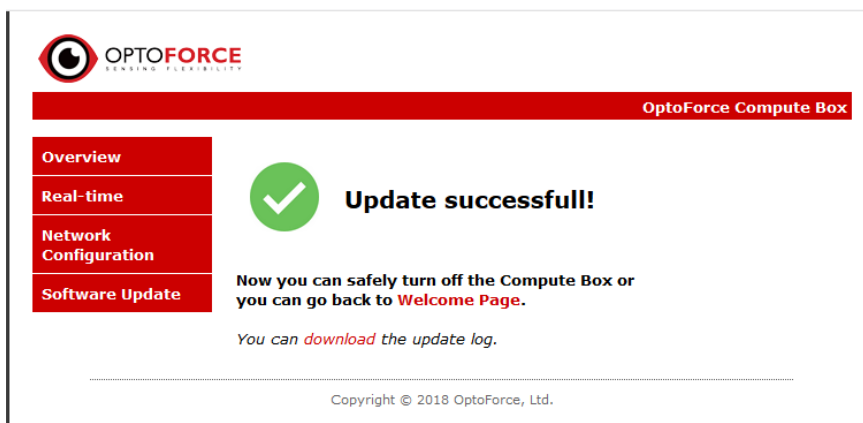 OPTOFORCE
SENSING FLEXIBILITY
OptoForce Compute Box
Overview
Real-time
Network
Configuration
Software Update
Update successfull!
Now you can safely turn off the Compute Box or
you can go back to Welcome Page.
You can download the update log.
Copyright © 2018 OptoForce, Ltd.